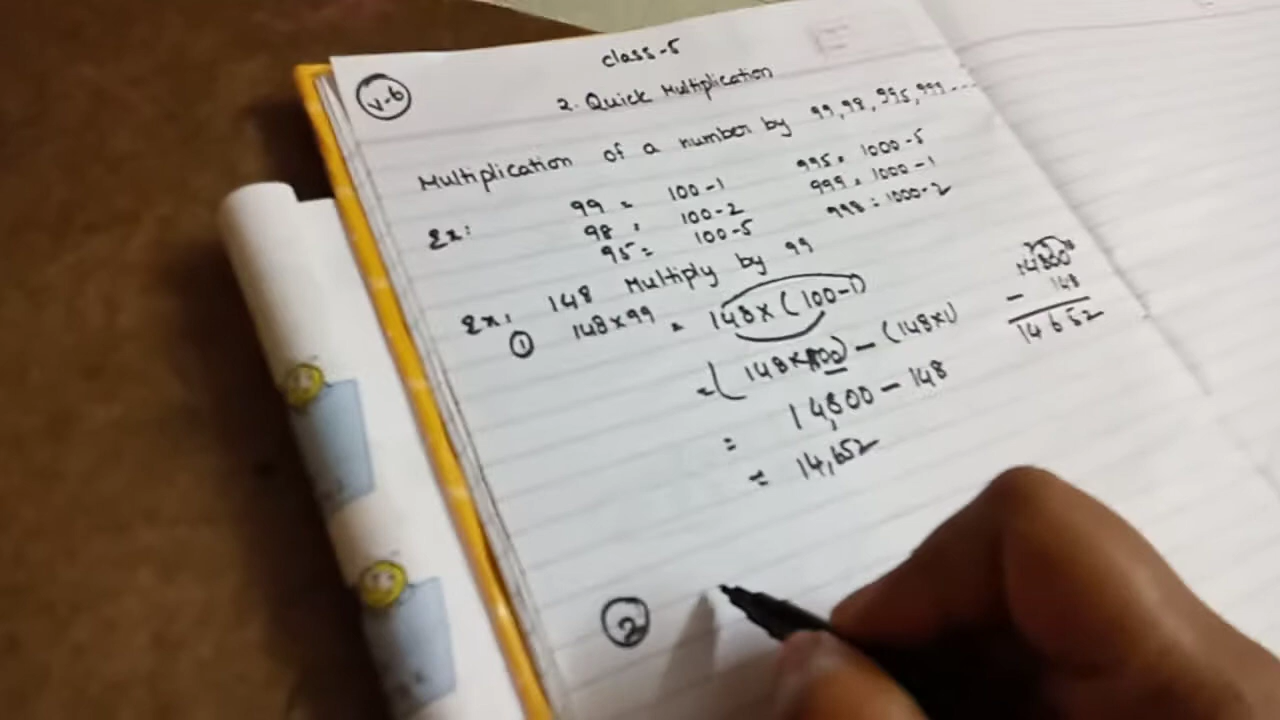 V-6
class-5
2. Quick Multiplication
Multiplication of a number by 99, 98, 995, 999....
Ex: 99 = 100-1 995 = 1000-5
98 = 100-2 999 = 1000-1
95 = 100-5 998 = 1000-2
Ex: 148 Multiply by 99
① 148×99 = 148×(100-1)
=(148×100) - (148×1)
= 14,800 - 148
= 14,652
14800
- 148
14652
②